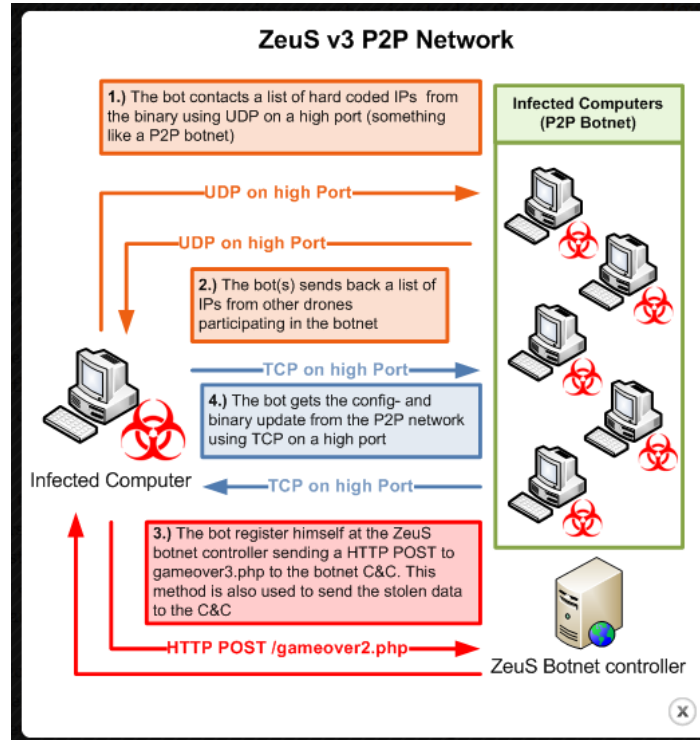 ZeuS v3 P2P Network
1.) The bot contacts a list of hard coded IPs from
the binary using UDP on a high port (something
like a P2P botnet)
Infected Computers
(P2P Botnet)
UDP on high Port
UDP on high Port
2.) The bot(s) sends back a list of
IPs from other drones
participating in the botnet
TCP on high Port
4.) The bot gets the config- and
binary update from the P2P network
using TCP on a high port
Infected Computer
TCP on high Port
3.) The bot register himself at the ZeuS
botnet controller sending a HTTP POST to
gameover3.php to the botnet C&C. This
method is also used to send the stolen data
to the C&C
HTTP POST /gameover2.php
ZeuS Botnet controller